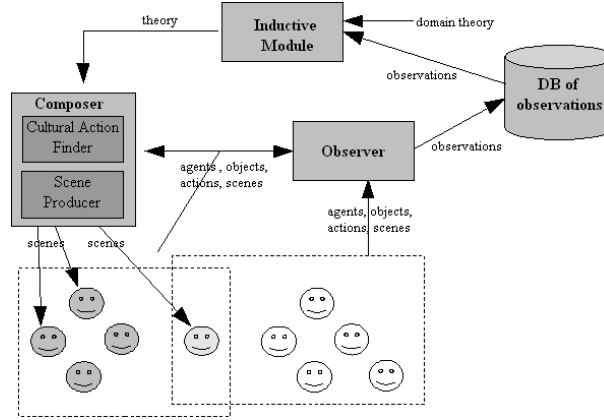 theory
Inductive
Module
domain theory
observations
DB of
observations
Composer
Cultural Action
Finder
Scene
Producer
Observer
observations
agents , objects,
actions, scenes
agents, objects,
actions, scenes
scenes
scenes